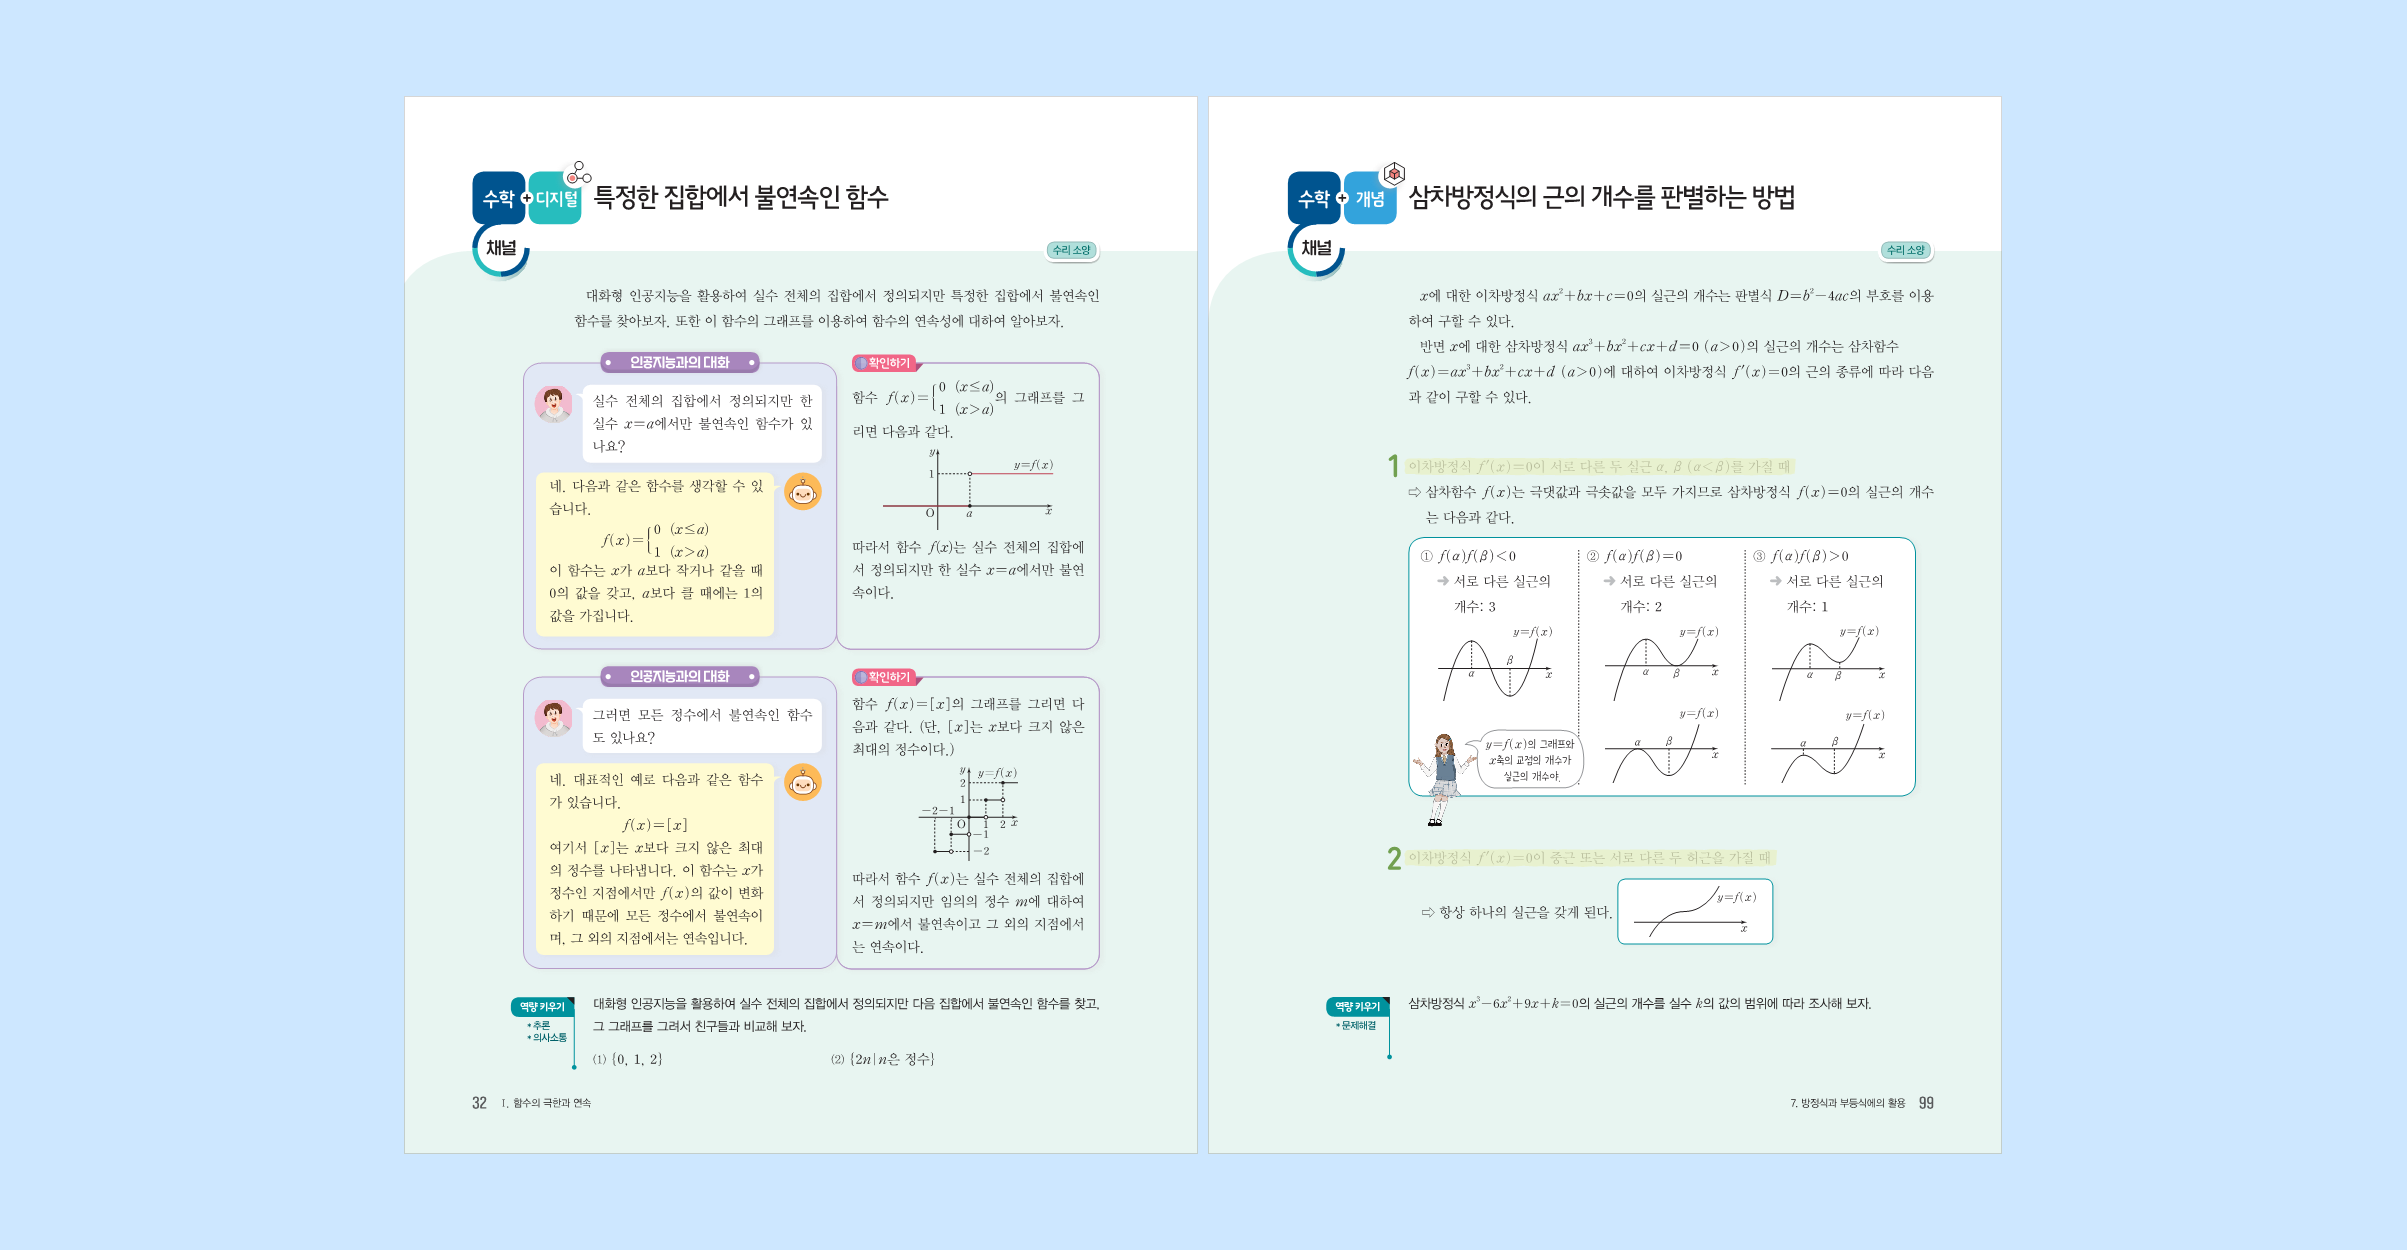 수학 + 디지털
채널
특정한 집합에서 불연속인 함수
수리 소양
대화형 인공지능을 활용하여 실수 전체의 집합에서 정의되지만 특정한 집합에서 불연속인
함수를 찾아보자. 또한 이 함수의 그래프를 이용하여 함수의 연속성에 대하여 알아보자.
인공지능과의 대화
실수 전체의 집합에서 정의되지만 한
실수 x=a에서만 불연속인 함수가 있
나요?
네. 다음과 같은 함수를 생각할 수 있
습니다.
f(x)={0 (x≤a)
1 (x>a)
이 함수는 x가 a보다 작거나 같을 때
0의 값을 갖고, a보다 클 때에는 1의
값을 가집니다.
확인하기
함수 f(x)={0 (x≤a) 1 (x>a)의 그래프를 그
리면 다음과 같다.
y
1
y=f(x)
O a x
따라서 함수 f(x)는 실수 전체의 집합에
서 정의되지만 한 실수 x=a에서만 불연
속이다.
인공지능과의 대화
그러면 모든 정수에서 불연속인 함수
도 있나요?
네. 대표적인 예로 다음과 같은 함수
가 있습니다.
f(x)=[x]
여기서 [x]는 x보다 크지 않은 최대
의 정수를 나타냅니다. 이 함수는 x가
정수인 지점에서만 f(x)의 값이 변화
하기 때문에 모든 정수에서 불연속이
며, 그 외의 지점에서는 연속입니다.
확인하기
함수 f(x)=[x]의 그래프를 그리면 다
음과 같다. (단, [x]는 x보다 크지 않은
최대의 정수이다.)
y y=f(x)
2
1
-2 -1
O 1 2 x
-1
-2
따라서 함수 f(x)는 실수 전체의 집합에
서 정의되지만 임의의 정수 m에 대하여
x=m에서 불연속이고 그 외의 지점에서
는 연속이다.
역량 키우기
* 추론
* 의사소통
대화형 인공지능을 활용하여 실수 전체의 집합에서 정의되지만 다음 집합에서 불연속인 함수를 찾고,
그 그래프를 그려서 친구들과 비교해 보자.
(1) {0, 1, 2} (2) {2n|n은 정수}
32 Ⅰ. 함수의 극한과 연속
수학 + 개념
채널
삼차방정식의 근의 개수를 판별하는 방법
수리 소양
x에 대한 이차방정식 ax²+bx+c=0의 실근의 개수는 판별식 D=b²-4ac의 부호를 이용
하여 구할 수 있다.
반면 x에 대한 삼차방정식 ax³+bx²+cx+d=0 (a>0)의 실근의 개수는 삼차함수
f(x)=ax³+bx²+cx+d (a>0)에 대하여 이차방정식 f′(x)=0의 근의 종류에 따라 다음
과 같이 구할 수 있다.
1 이차방정식 f′(x)=0이 서로 다른 두 실근 α, β (α<β)를 가질 때
⇨ 삼차함수 f(x)는 극댓값과 극솟값을 모두 가지므로 삼차방정식 f(x)=0의 실근의 개수
는 다음과 같다.
① f(α)f(β)<0
➔ 서로 다른 실근의
개수: 3
y=f(x)
α β x
y=f(x)의 그래프와
x축의 교점의 개수가
실근의 개수야.
② f(α)f(β)=0
➔ 서로 다른 실근의
개수: 2
y=f(x)
α β x
y=f(x)
α β x
③ f(α)f(β)>0
➔ 서로 다른 실근의
개수: 1
y=f(x)
α β x
y=f(x)
α β x
2 이차방정식 f′(x)=0이 중근 또는 서로 다른 두 허근을 가질 때
⇨ 항상 하나의 실근을 갖게 된다.
y=f(x)
x
역량 키우기
* 문제해결
삼차방정식 x³-6x²+9x+k=0의 실근의 개수를 실수 k의 값의 범위에 따라 조사해 보자.
7. 방정식과 부등식에의 활용 99